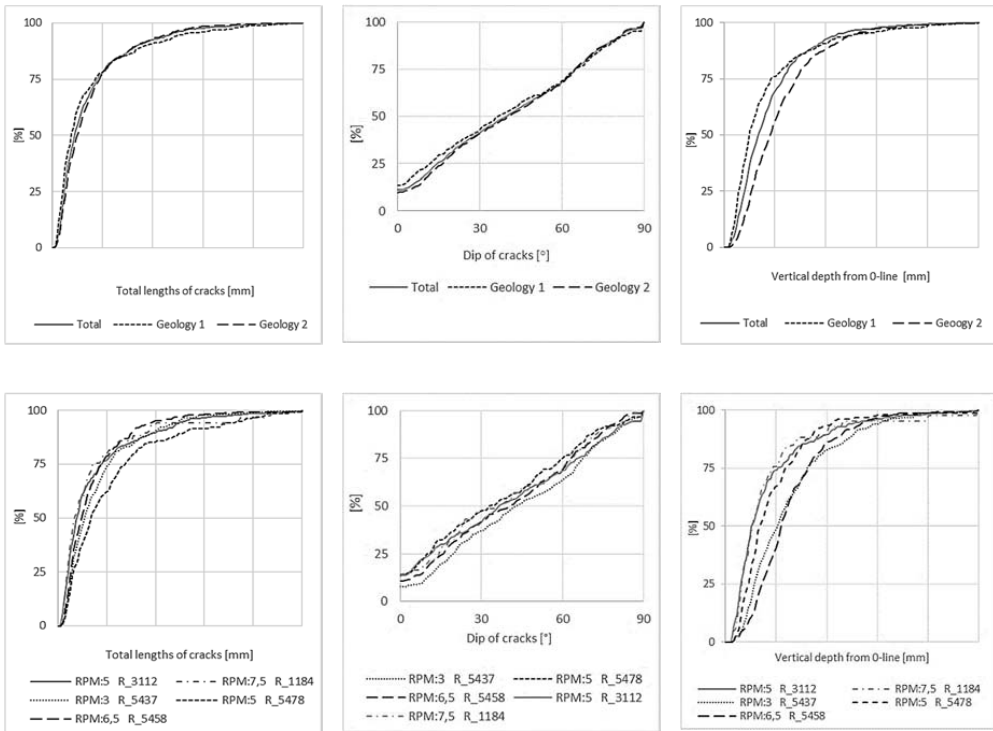 100
75
50
25
0
[%]
Total lengths of cracks [mm]
Total Geology 1 Geology 2
100
75
50
25
0
[%]
0 30 60 90
Dip of cracks [°]
Total Geology 1 Geology 2
100
75
50
25
0
[%]
Vertical depth from 0-line [mm]
Total Geology 1 Geoogy 2
100
75
50
25
0
[%]
Total lengths of cracks [mm]
RPM:5 R_3112 RPM:7,5 R_1184
RPM:3 R_5437 RPM:5 R_5478
RPM:6,5 R_5458
100
75
50
25
0
[%]
0 30 60 90
Dip of cracks [°]
RPM:3 R_5437 RPM:5 R_5478
RPM:6,5 R_5458 RPM:5 R_3112
RPM:7,5 R_1184
100
75
50
25
0
[%]
Vertical depth from 0-line [mm]
RPM:5 R_3112 RPM:7,5 R_1184
RPM:3 R_5437 RPM:5 R_5478
RPM:6,5 R_5458